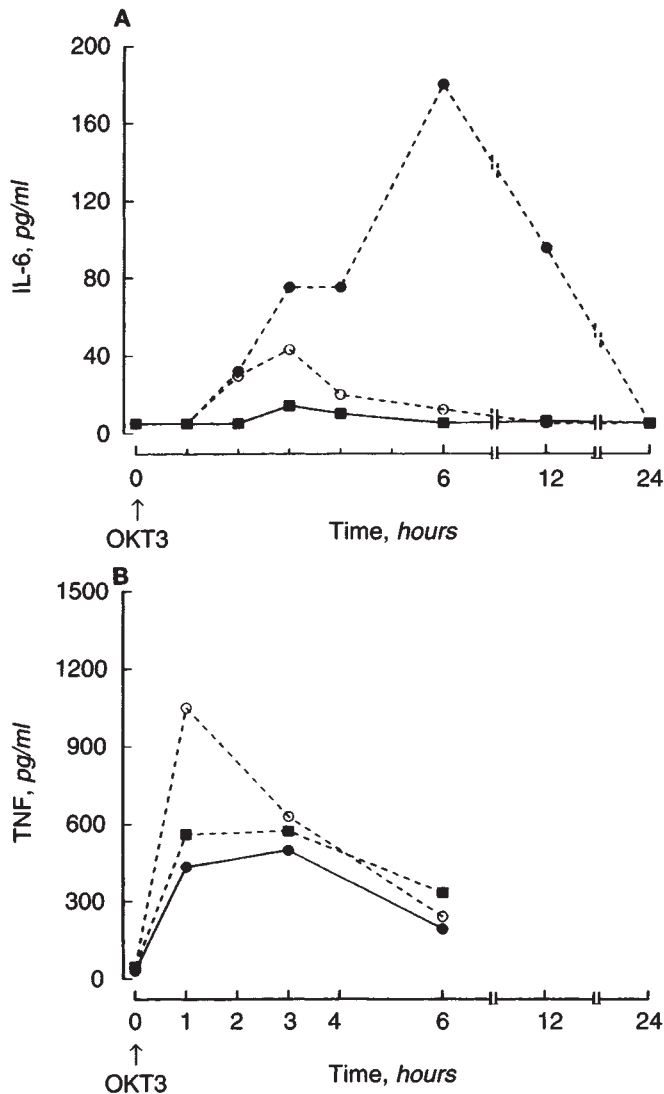 A
200
160
120
80
40
0
IL-6, pg/ml
0 6 12 24
↑
OKT3
Time, hours
B
1500
1200
900
600
300
0
TNF, pg/ml
0 1 2 3 4 6 12 24
↑
OKT3
Time, hours